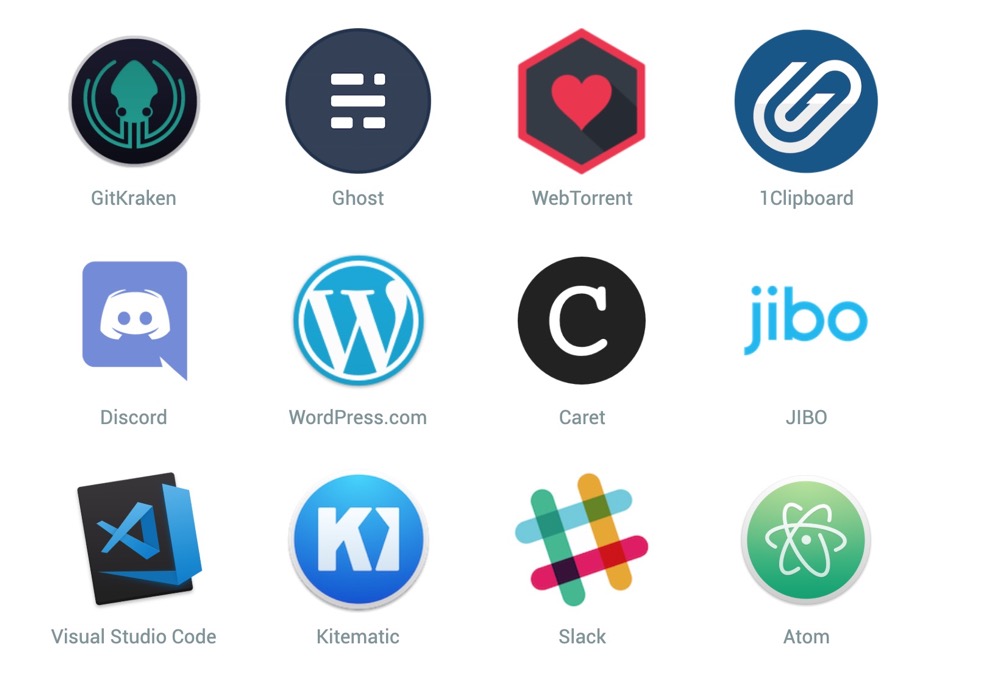 GitKraken
Ghost
WebTorrent
1Clipboard
W
C
jibo
Discord
WordPress.com
Caret
JIBO
K
Visual Studio Code
Kitematic
Slack
Atom